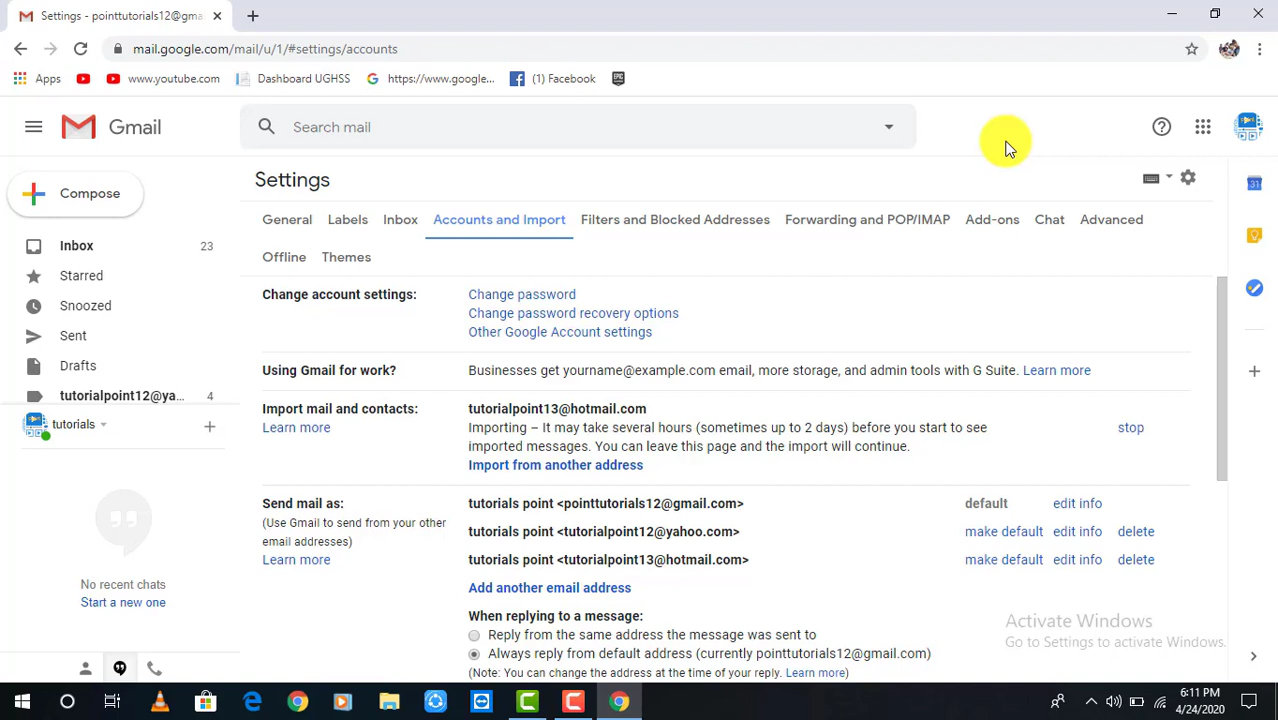 Settings - pointtutorials12@gma
mail.google.com/mail/u/1/#settings/accounts
Apps
www.youtube.com
Dashboard UGHSS
https://www.google...
(1) Facebook
EPIC
Gmail
Search mail
Compose
Settings
General
Labels
Inbox
Accounts and Import
Filters and Blocked Addresses
Forwarding and POP/IMAP
Add-ons
Chat
Advanced
Offline
Themes
Inbox 23
Starred
Snoozed
Sent
Drafts
tutorialpoint12@ya... 4
tutorials
No recent chats
Start a new one
31
Change account settings:
Change password
Change password recovery options
Other Google Account settings
Using Gmail for work?
Businesses get yourname@example.com email, more storage, and admin tools with G Suite. Learn more
Import mail and contacts:
Learn more
tutorialpoint13@hotmail.com
Importing – It may take several hours (sometimes up to 2 days) before you start to see stop
imported messages. You can leave this page and the import will continue.
Import from another address
Send mail as:
(Use Gmail to send from your other
email addresses)
Learn more
tutorials point <pointtutorials12@gmail.com> default edit info
tutorials point <tutorialpoint12@yahoo.com> make default edit info delete
tutorials point <tutorialpoint13@hotmail.com> make default edit info delete
Add another email address
When replying to a message:
Reply from the same address the message was sent to
Always reply from default address (currently pointtutorials12@gmail.com)
(Note: You can change the address at the time of your reply. Learn more)
Activate Windows
Go to Settings to activate Windows.
6:11 PM
4/24/2020